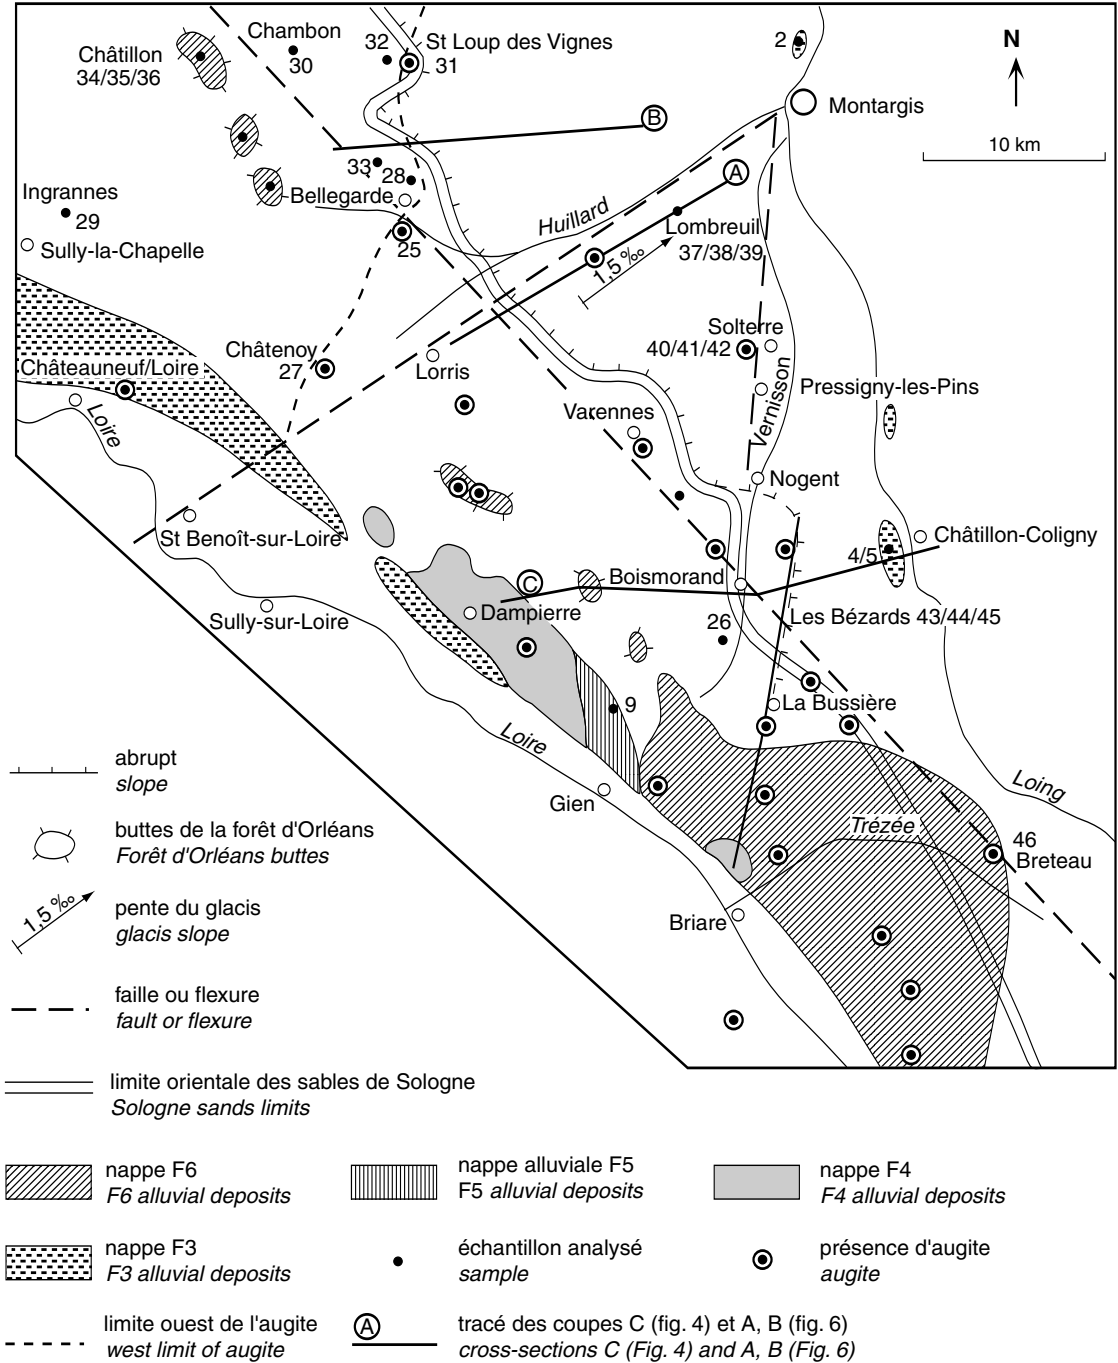 Chambon
30
32
St Loup des Vignes
31
2
N
Châtillon
34/35/36
B
Montargis
10 km
33
28
A
Ingrannes
29
Bellegarde
Huillard
Lombreuil
37/38/39
Sully-la-Chapelle
25
1,5 ‰
Solterre
40/41/42
Châtenoy
27
Châteauneuf/Loire
Lorris
Pressigny-les-Pins
Vernisson
Varennes
Loire
Nogent
St Benoît-sur-Loire
Châtillon-Coligny
4/5
C
Boismorand
Dampierre
Sully-sur-Loire
26
Les Bézards 43/44/45
La Bussière
9
Loire
Gien
Loing
Trézée
46
Breteau
Briare
abrupt
slope
buttes de la forêt d'Orléans
Forêt d'Orléans buttes
1,5 ‰
pente du glacis
glacis slope
faille ou flexure
fault or flexure
limite orientale des sables de Sologne
Sologne sands limits
nappe F6
F6 alluvial deposits
nappe alluviale F5
F5 alluvial deposits
nappe F4
F4 alluvial deposits
nappe F3
F3 alluvial deposits
échantillon analysé
sample
présence d'augite
augite
limite ouest de l'augite
west limit of augite
A
tracé des coupes C (fig. 4) et A, B (fig. 6)
cross-sections C (Fig. 4) and A, B (Fig. 6)